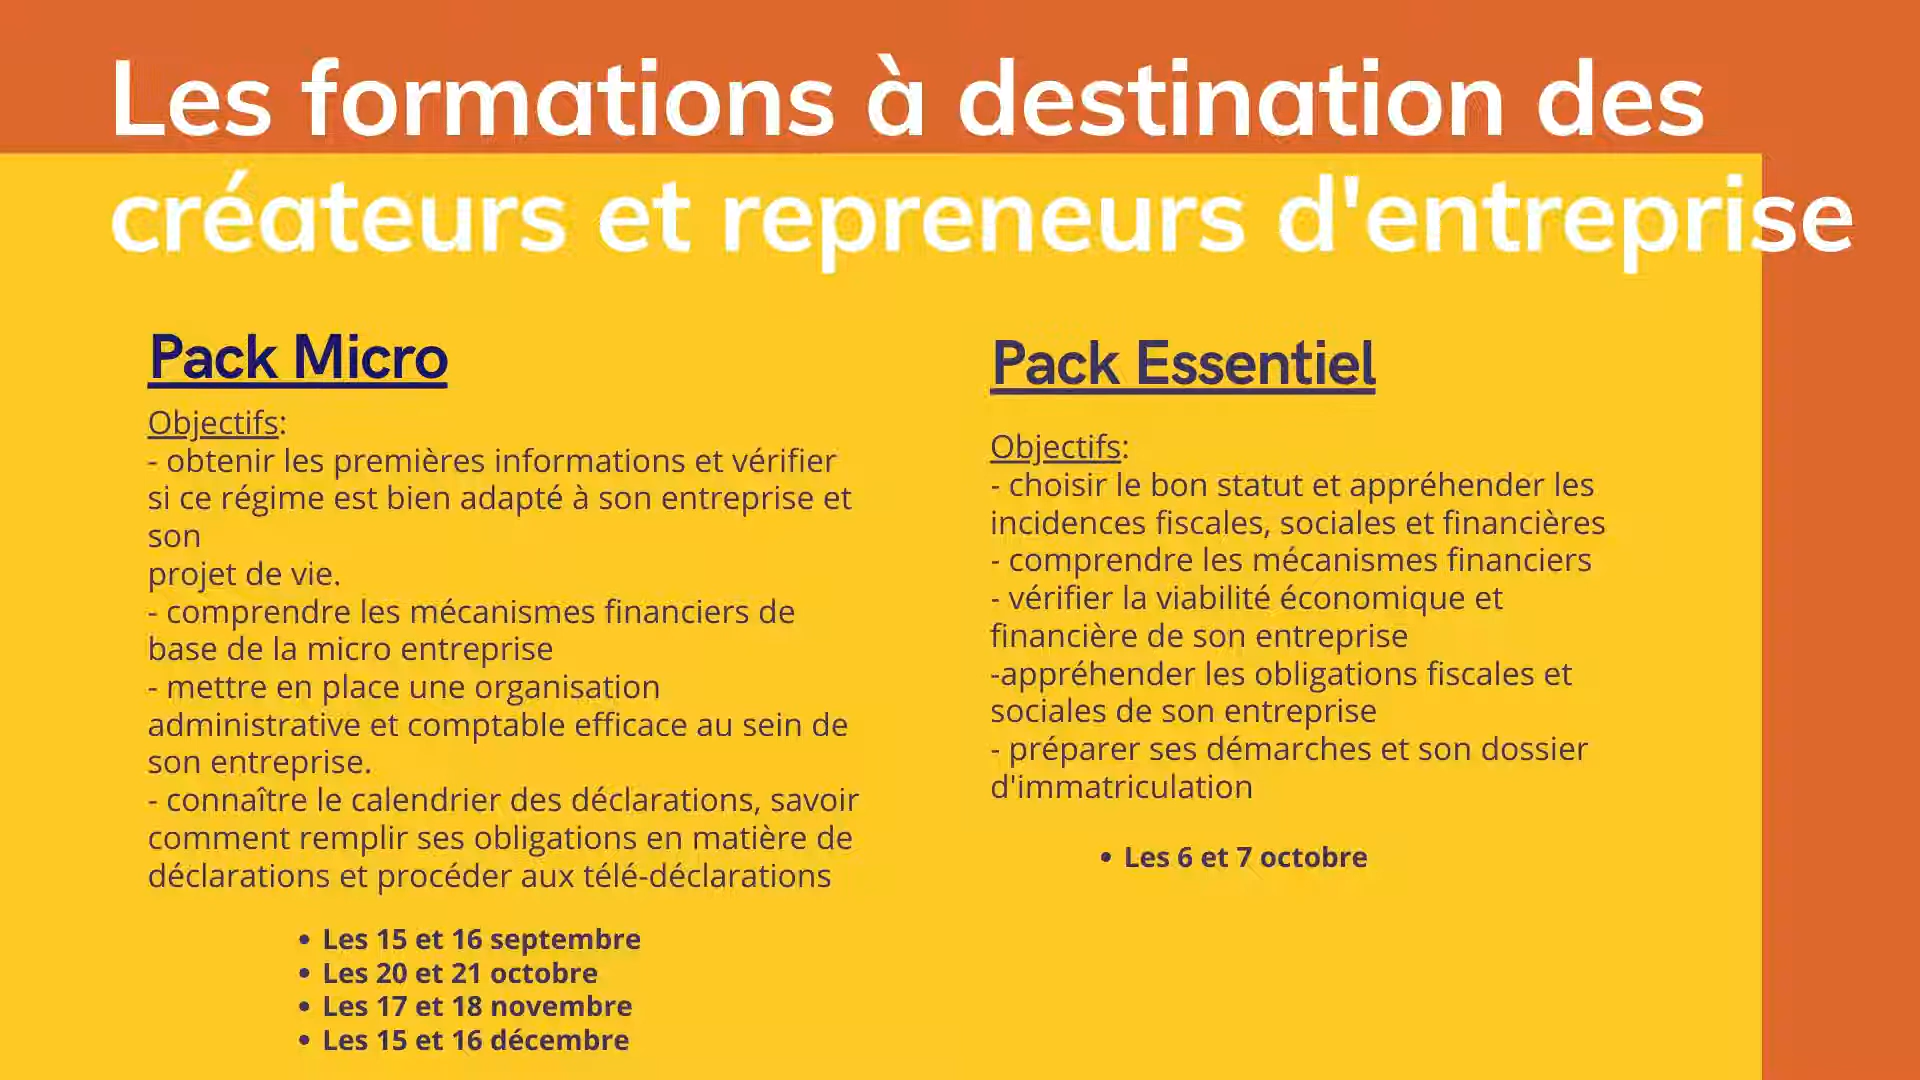 Les formations à destination des
créateurs et repreneurs d'entreprise
Pack Micro
Objectifs:
- obtenir les premières informations et vérifier
si ce régime est bien adapté à son entreprise et
son
projet de vie.
- comprendre les mécanismes financiers de
base de la micro entreprise
- mettre en place une organisation
administrative et comptable efficace au sein de
son entreprise.
- connaître le calendrier des déclarations, savoir
comment remplir ses obligations en matière de
déclarations et procéder aux télé-déclarations
• Les 15 et 16 septembre
• Les 20 et 21 octobre
• Les 17 et 18 novembre
• Les 15 et 16 décembre
Pack Essentiel
Objectifs:
- choisir le bon statut et appréhender les
incidences fiscales, sociales et financières
- comprendre les mécanismes financiers
- vérifier la viabilité économique et
financière de son entreprise
-appréhender les obligations fiscales et
sociales de son entreprise
- préparer ses démarches et son dossier
d'immatriculation
• Les 6 et 7 octobre